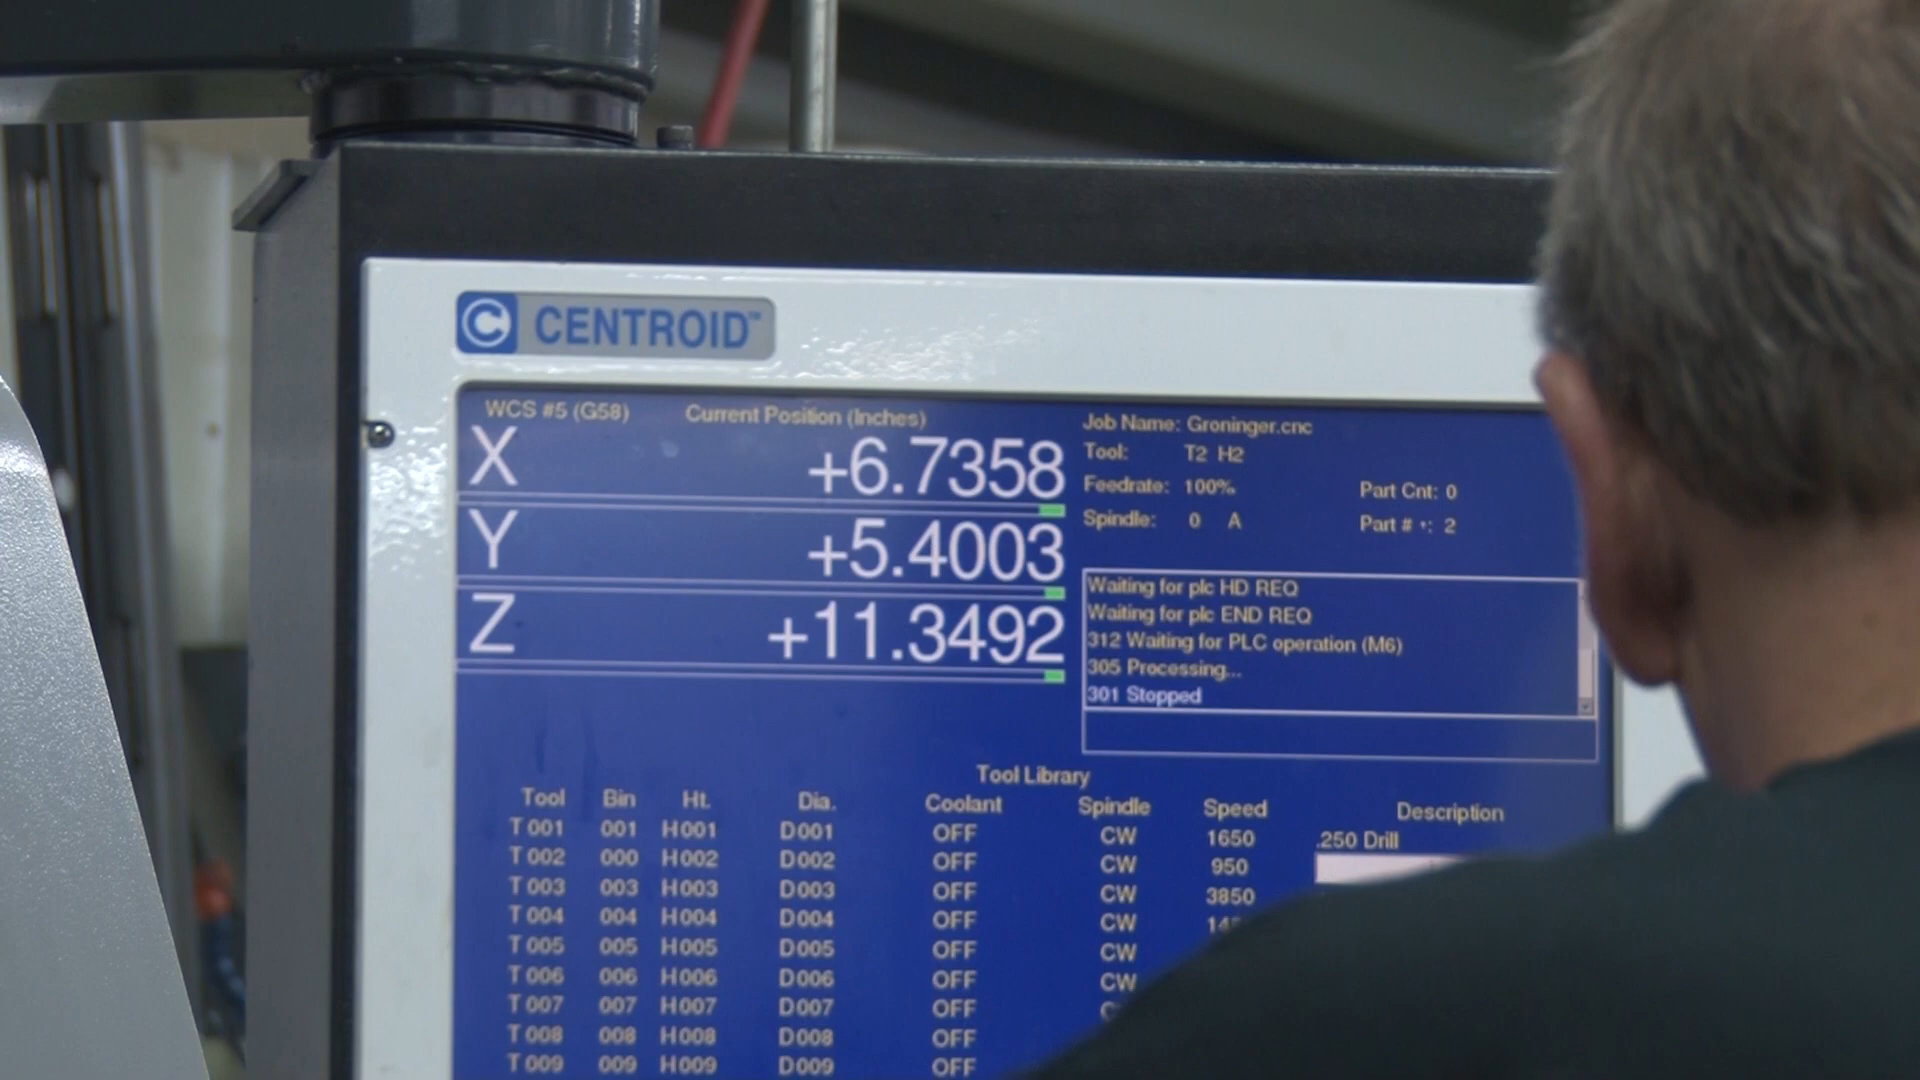 C CENTROID™
WCS #5 (G58) Current Position (Inches)
X +6.7358
Y +5.4003
Z +11.3492
Job Name: Groninger.cnc
Tool: T2 H2
Feedrate: 100% Part Cnt: 0
Spindle: 0 A Part # : 2
Waiting for plc HD REQ
Waiting for plc END REQ
312 Waiting for PLC operation (M6)
305 Processing...
301 Stopped
Tool Library
Tool Bin Ht. Dia. Coolant Spindle Speed Description
T001 001 H001 D001 OFF CW 1650 .250 Drill
T002 000 H002 D002 OFF CW 950
T003 003 H003 D003 OFF CW 3850
T004 004 H004 D004 OFF CW
T005 005 H005 D005 OFF CW
T006 006 H006 D006 OFF CW
T007 007 H007 D007 OFF
T008 008 H008 D008 OFF
T009 009 H009 D009 OFF